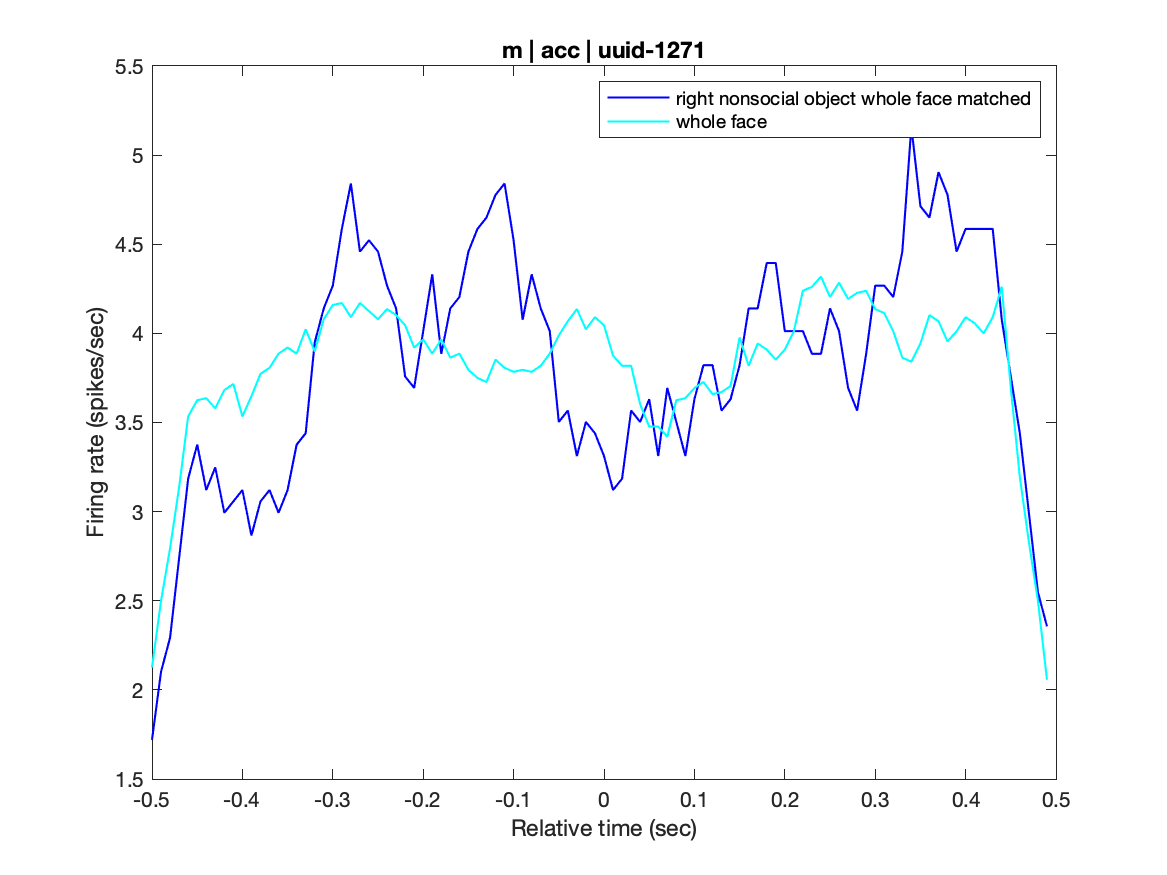 m | acc | uuid-1271
5.5
right nonsocial object whole face matched
whole face
5
4.5
4
3.5
3
2.5
2
1.5
Firing rate (spikes/sec)
-0.5 -0.4 -0.3 -0.2 -0.1 0 0.1 0.2 0.3 0.4 0.5
Relative time (sec)